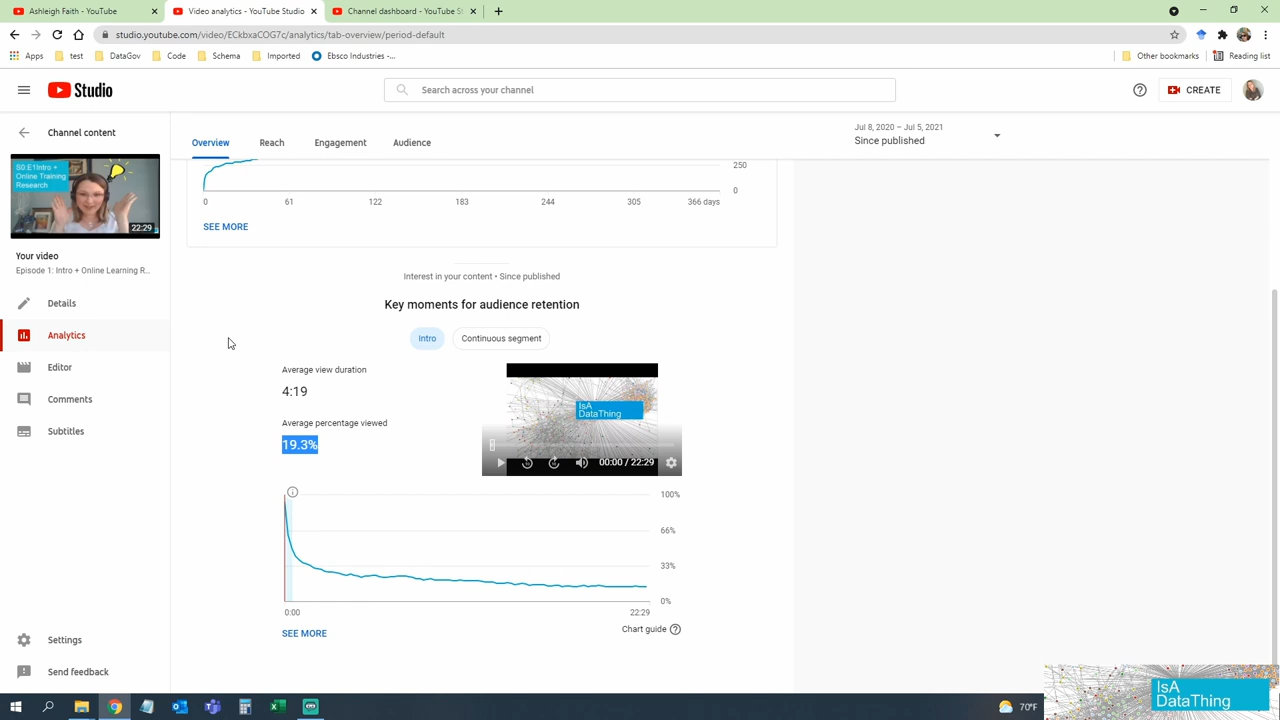 Ashleigh Faith - YouTube
Video analytics - YouTube Studio
Channel dashboard - YouTube S
studio.youtube.com/video/ECkbxaCOG7c/analytics/tab-overview/period-default
Apps test DataGov Code Schema Imported Ebsco Industries -... Other bookmarks Reading list
Studio
Search across your channel
CREATE
Channel content
Overview Reach Engagement Audience
Jul 8, 2020 – Jul 5, 2021
Since published
S0:E1Intro +
Online Training
Research
22:29
Your video
Episode 1: Intro + Online Learning R...
Details
Analytics
Editor
Comments
Subtitles
Settings
Send feedback
250
0
0 61 122 183 244 305 366 days
SEE MORE
Interest in your content • Since published
Key moments for audience retention
Intro Continuous segment
Average view duration
4:19
Average percentage viewed
19.3%
IsA
DataThing
00:00 / 22:29
100%
66%
33%
0%
0:00 22:29
SEE MORE
Chart guide
70°F
IsA
DataThing